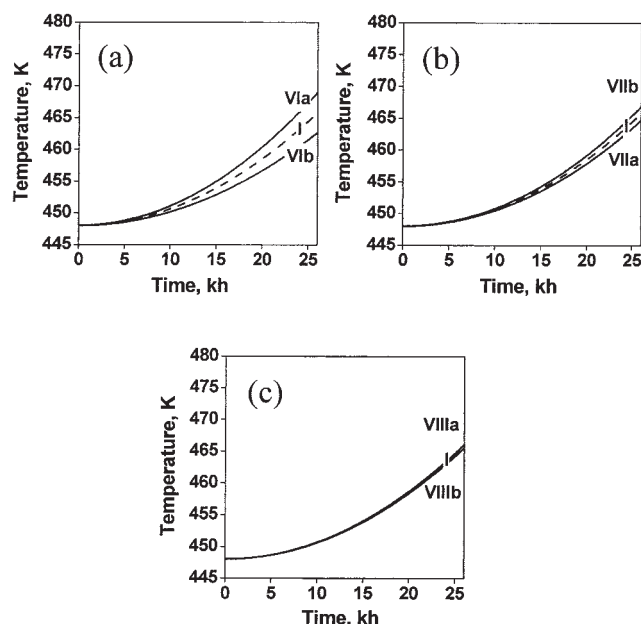 (a)
Temperature, K
480
475
470
465
460
455
450
445
VIa
I
VIb
0 5 10 15 20 25
Time, kh
(b)
Temperature, K
480
475
470
465
460
455
450
445
VIIb
I
VIIa
0 5 10 15 20 25
Time, kh
(c)
Temperature, K
480
475
470
465
460
455
450
445
VIIIa
I
VIIIb
0 5 10 15 20 25
Time, kh